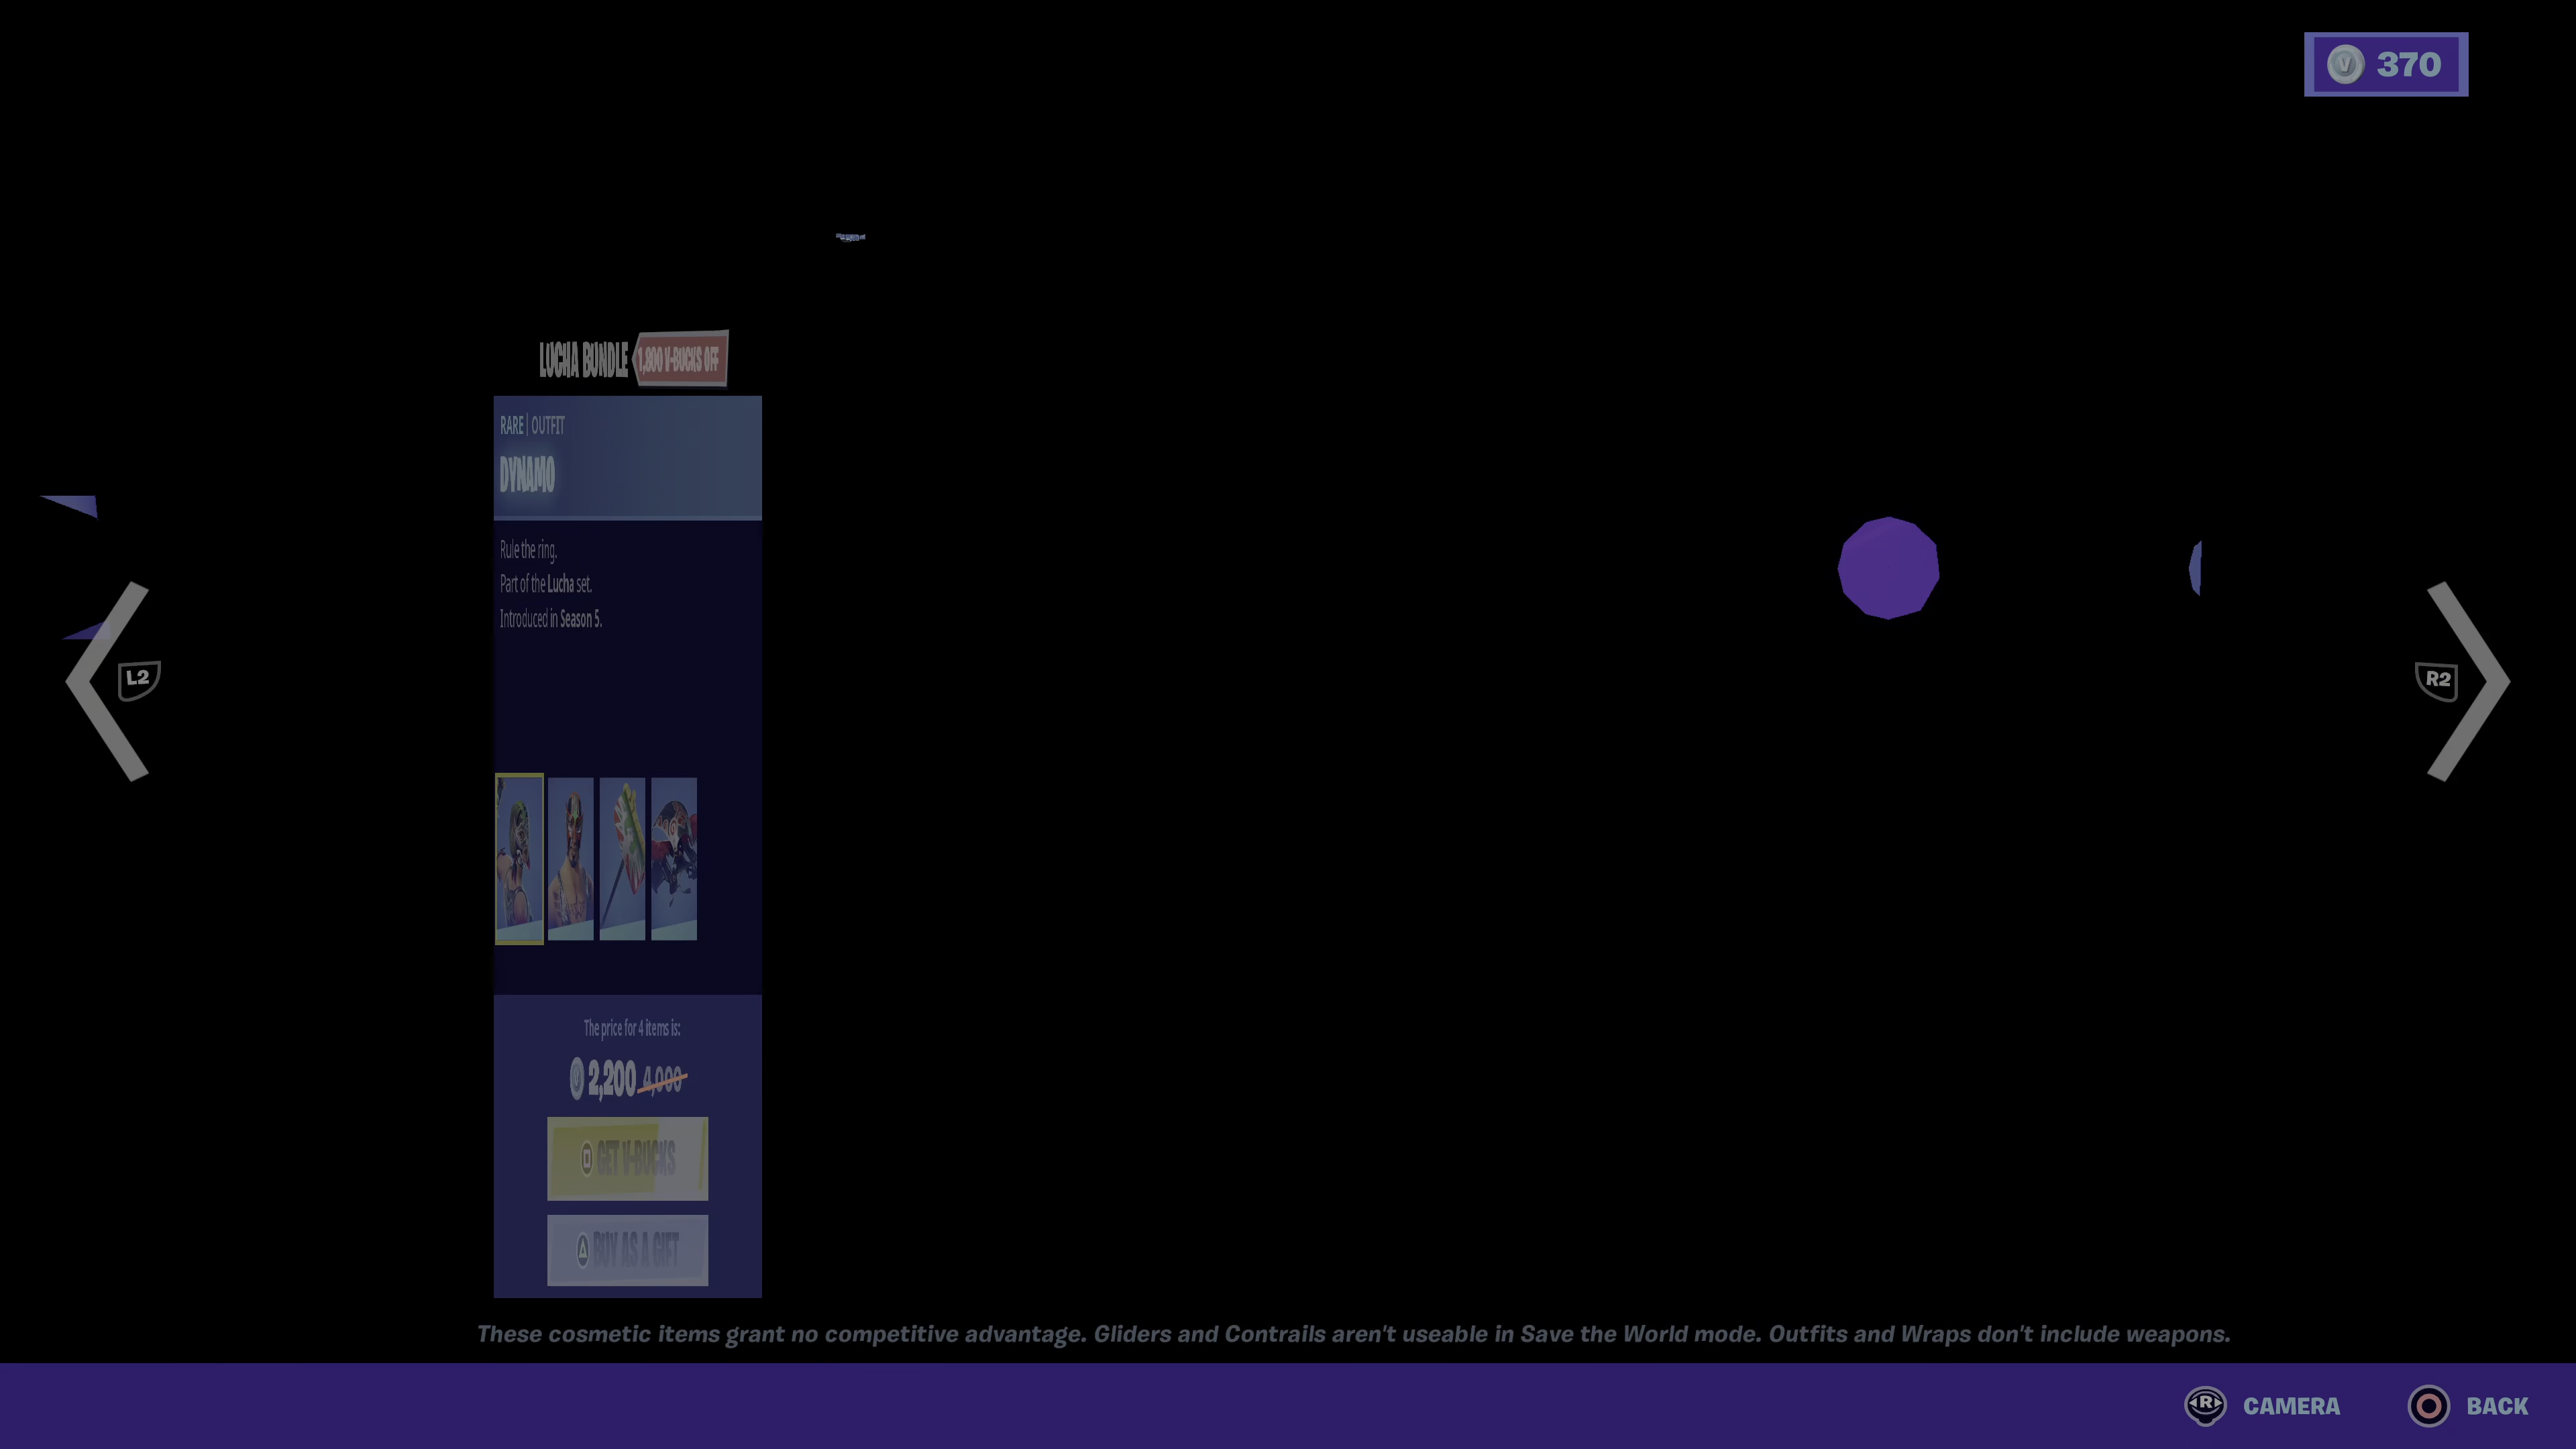 370
LUCHA BUNDLE
1,800 V-BUCKS OFF
RARE | OUTFIT
DYNAMO
Rule the ring.
Part of the Lucha set.
Introduced in Season 5.
L2
R2
The price for 4 items is:
2,200 4,000
GET V-BUCKS
BUY AS A GIFT
These cosmetic items grant no competitive advantage. Gliders and Contrails aren't useable in Save the World mode. Outfits and Wraps don't include weapons.
R CAMERA BACK